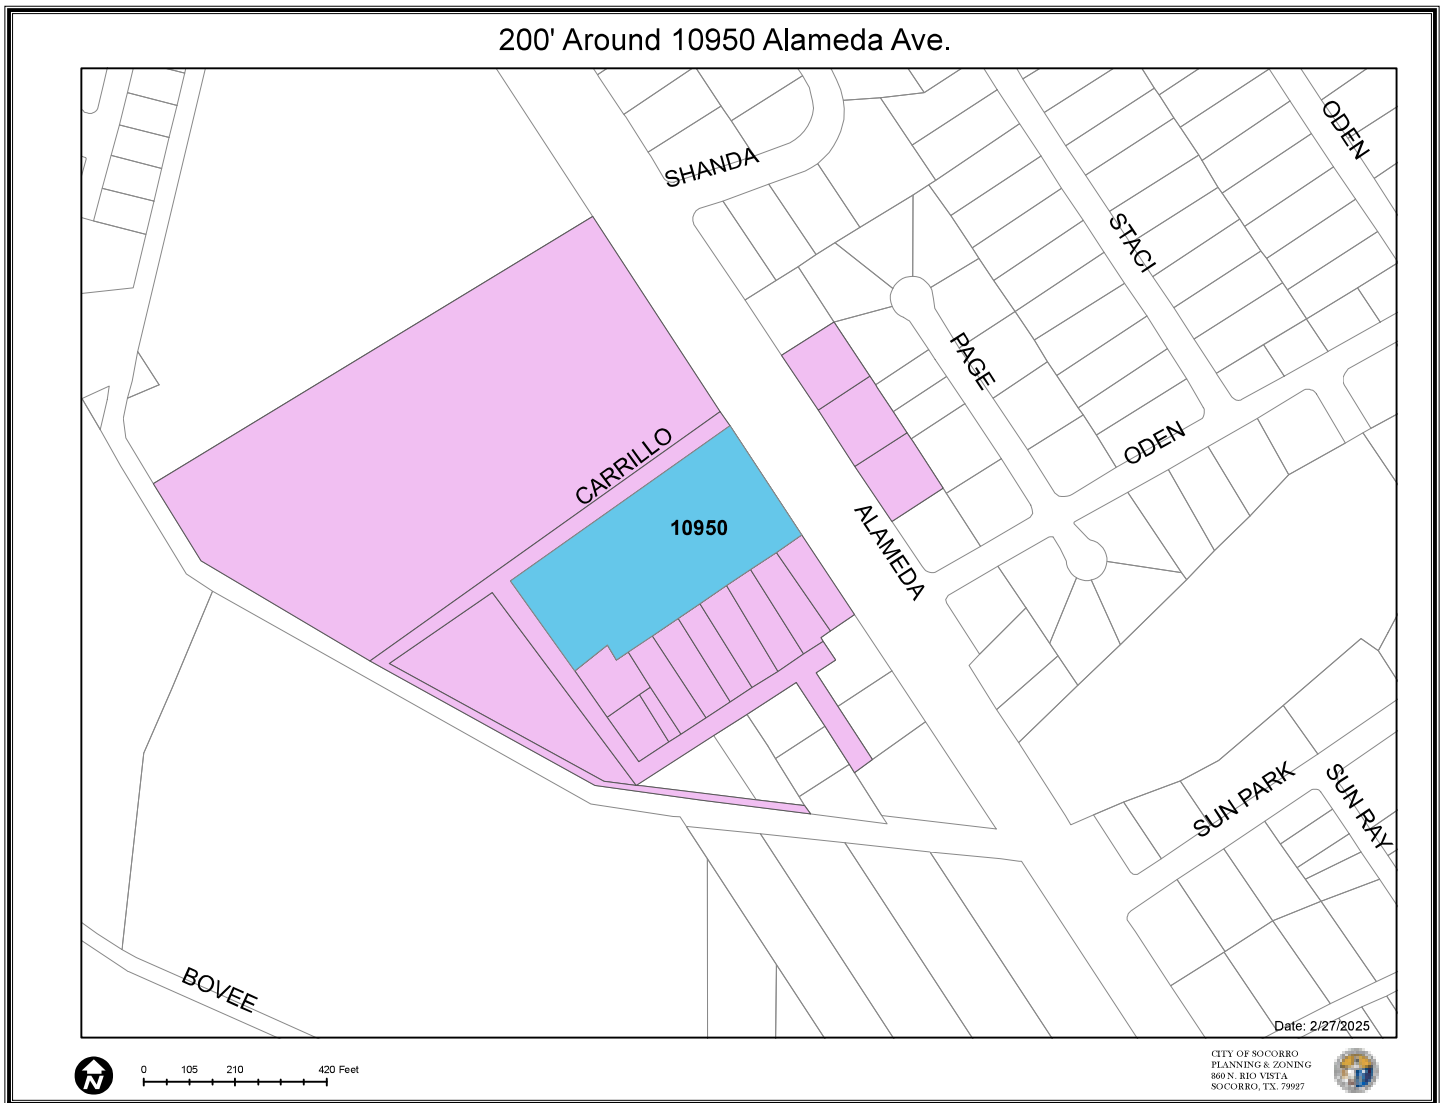 200' Around 10950 Alameda Ave.
ODEN
SHANDA
STACI
PAGE
CARRILLO
ODEN
10950
ALAMEDA
SUN PARK
SUN RAY
BOVEE
Date: 2/27/2025
N
0 105 210 420 Feet
CITY OF SOCORRO
PLANNING & ZONING
860 N. RIO VISTA
SOCORRO, TX. 79927